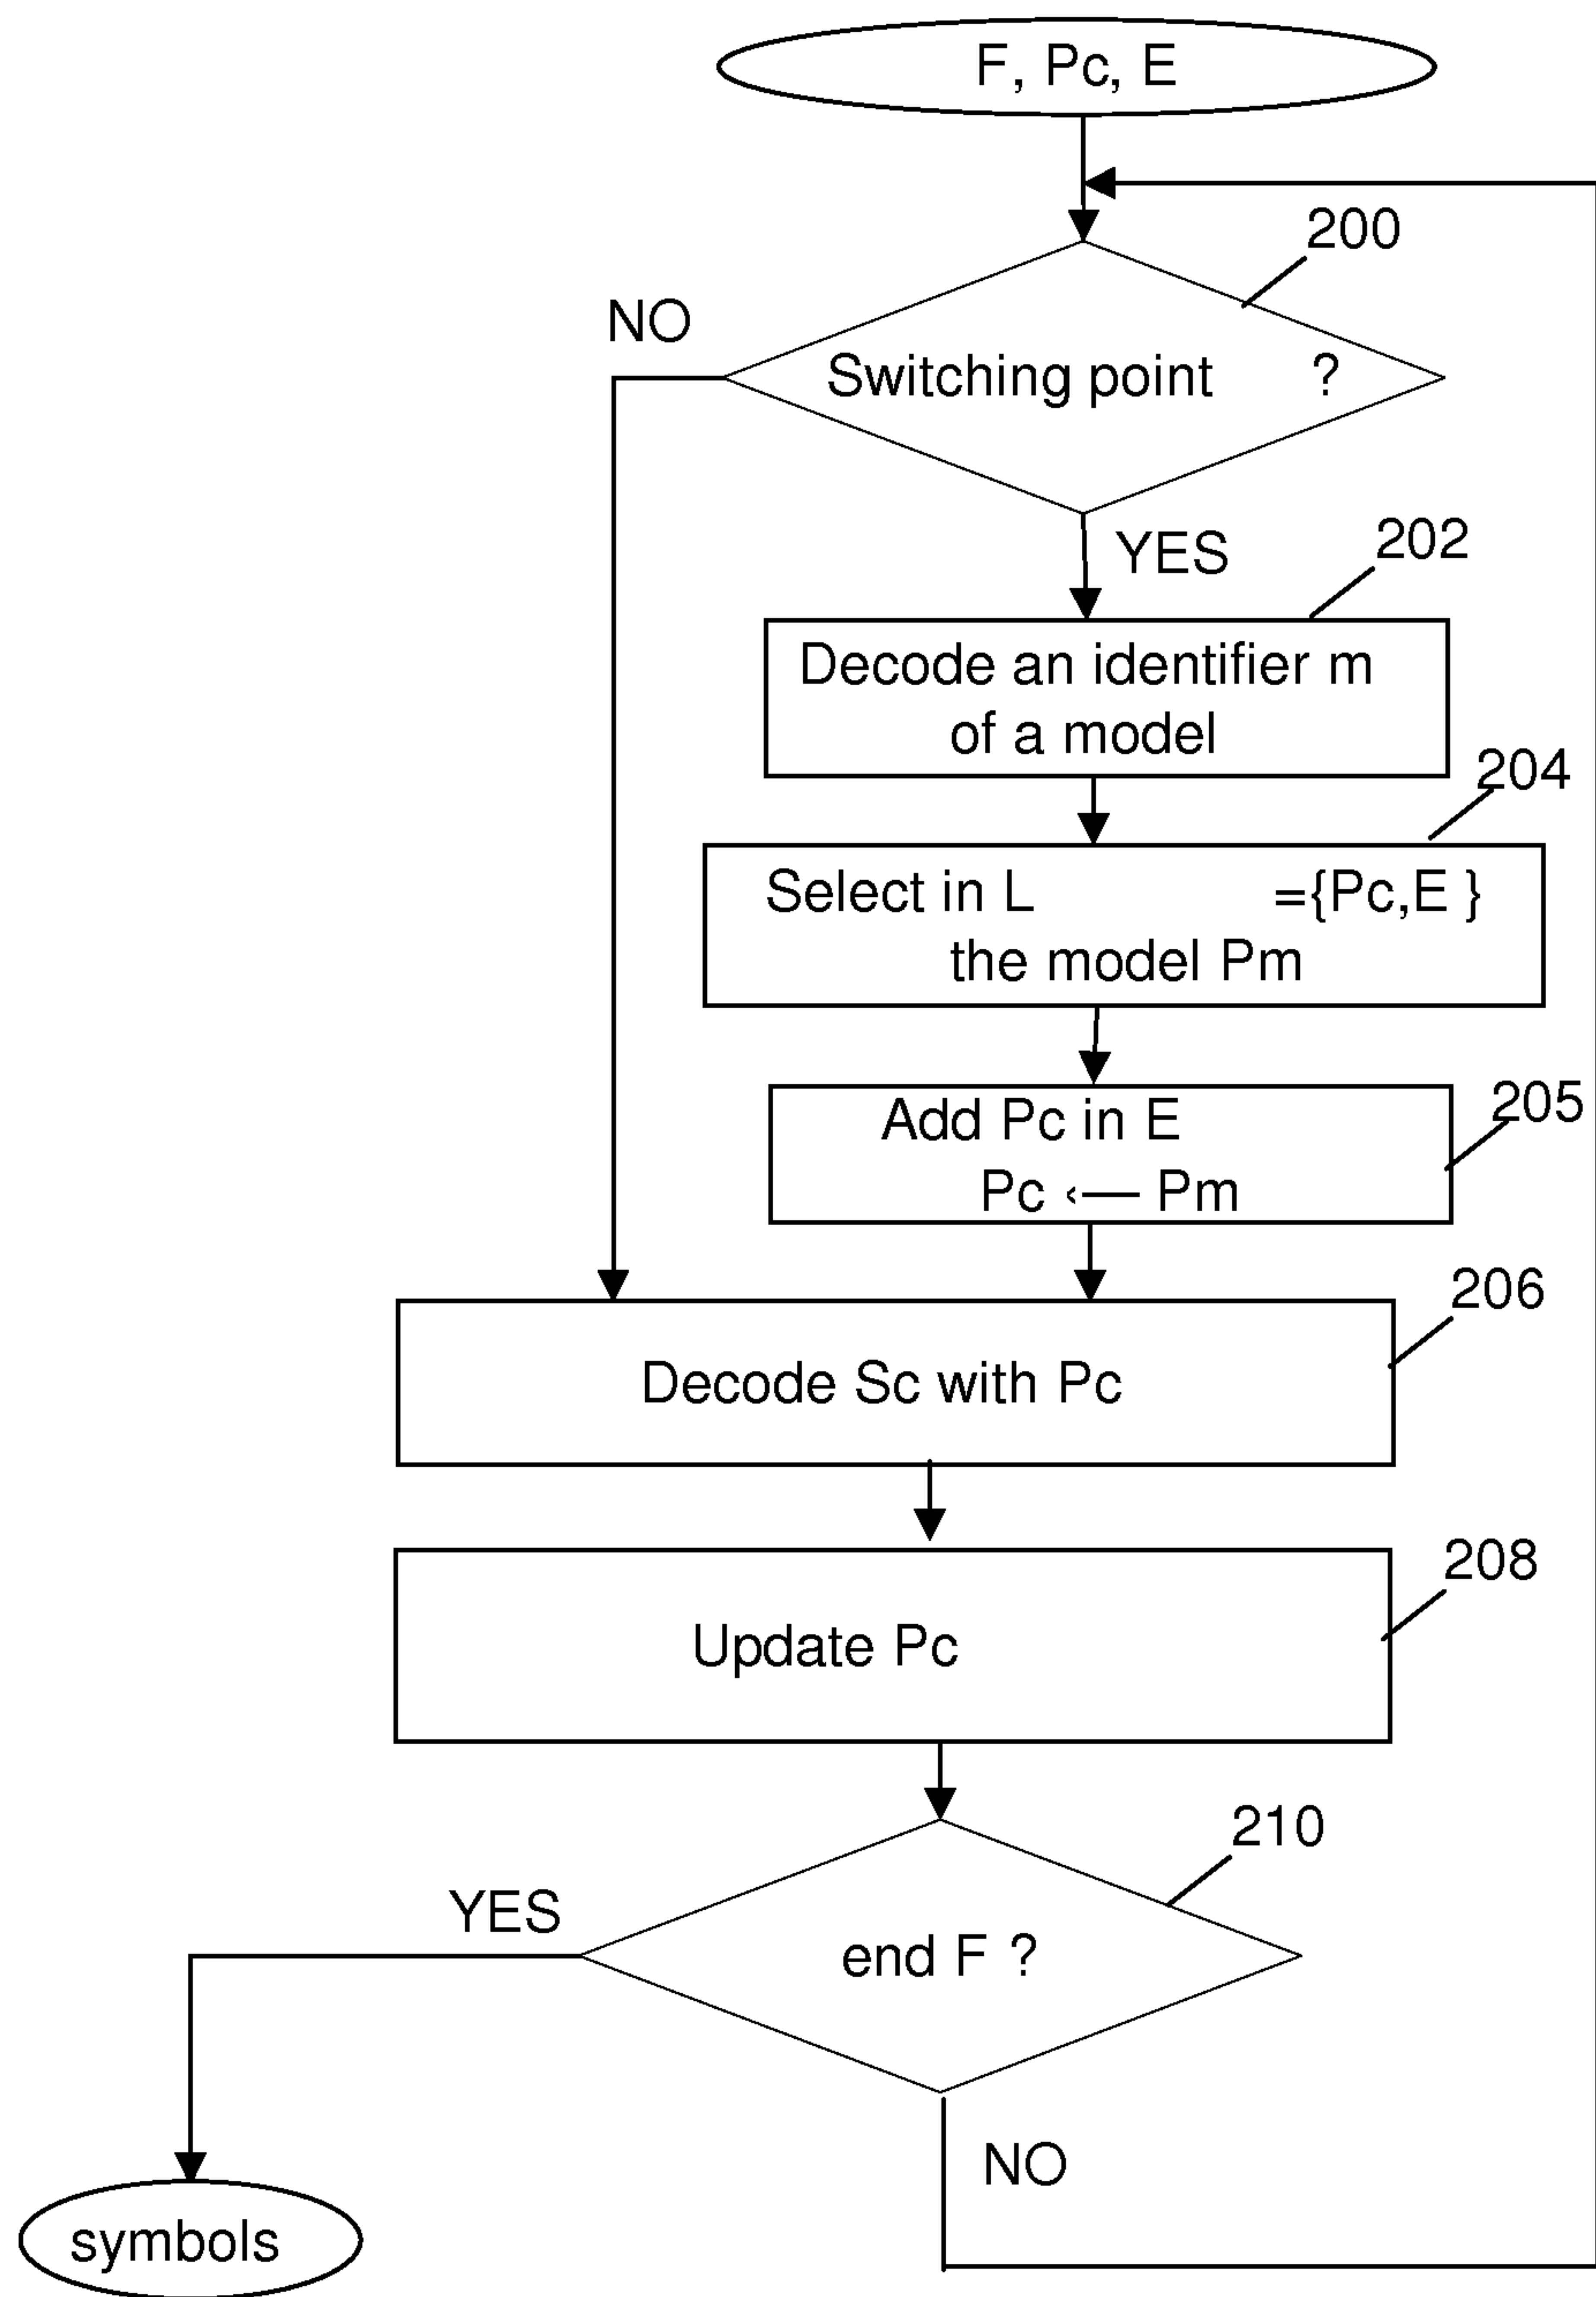 F, Pc, E
200
NO
Switching point ?
YES
202
Decode an identifier m
of a model
204
Select in L ={Pc,E }
the model Pm
205
Add Pc in E
Pc ‹— Pm
206
Decode Sc with Pc
208
Update Pc
210
YES
end F ?
NO
symbols